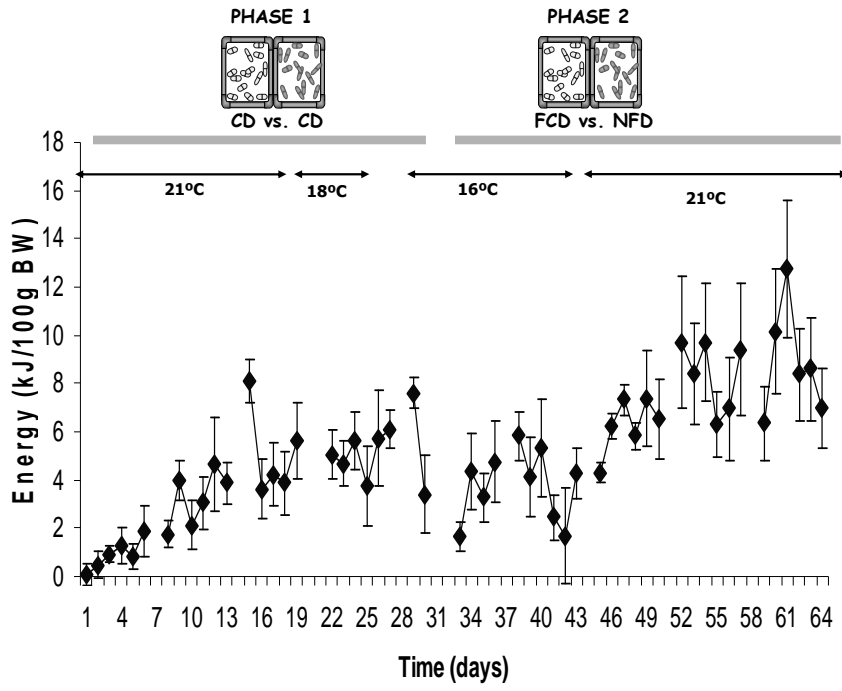 PHASE 1 PHASE 2
CD vs. CD FCD vs. NFD
18
16
14
12
10
8
6
4
2
0
21ºC 18ºC 16ºC 21ºC
Energy (kJ/100g BW)
1 4 7 10 13 16 19 22 25 28 31 34 37 40 43 46 49 52 55 58 61 64
Time (days)